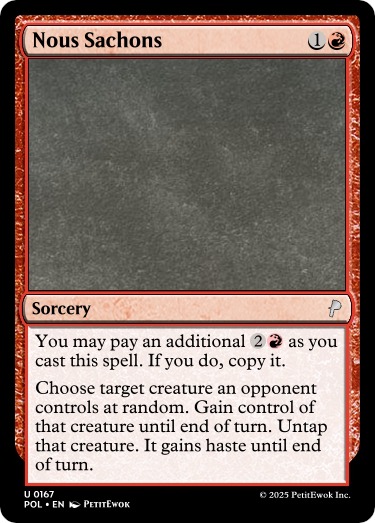 Nous Sachons 1
Sorcery
You may pay an additional 2 as you
cast this spell. If you do, copy it.
Choose target creature an opponent
controls at random. Gain control of
that creature until end of turn. Untap
that creature. It gains haste until end
of turn.
U 0167
POL • EN PetitEwok
© 2025 PetitEwok Inc.